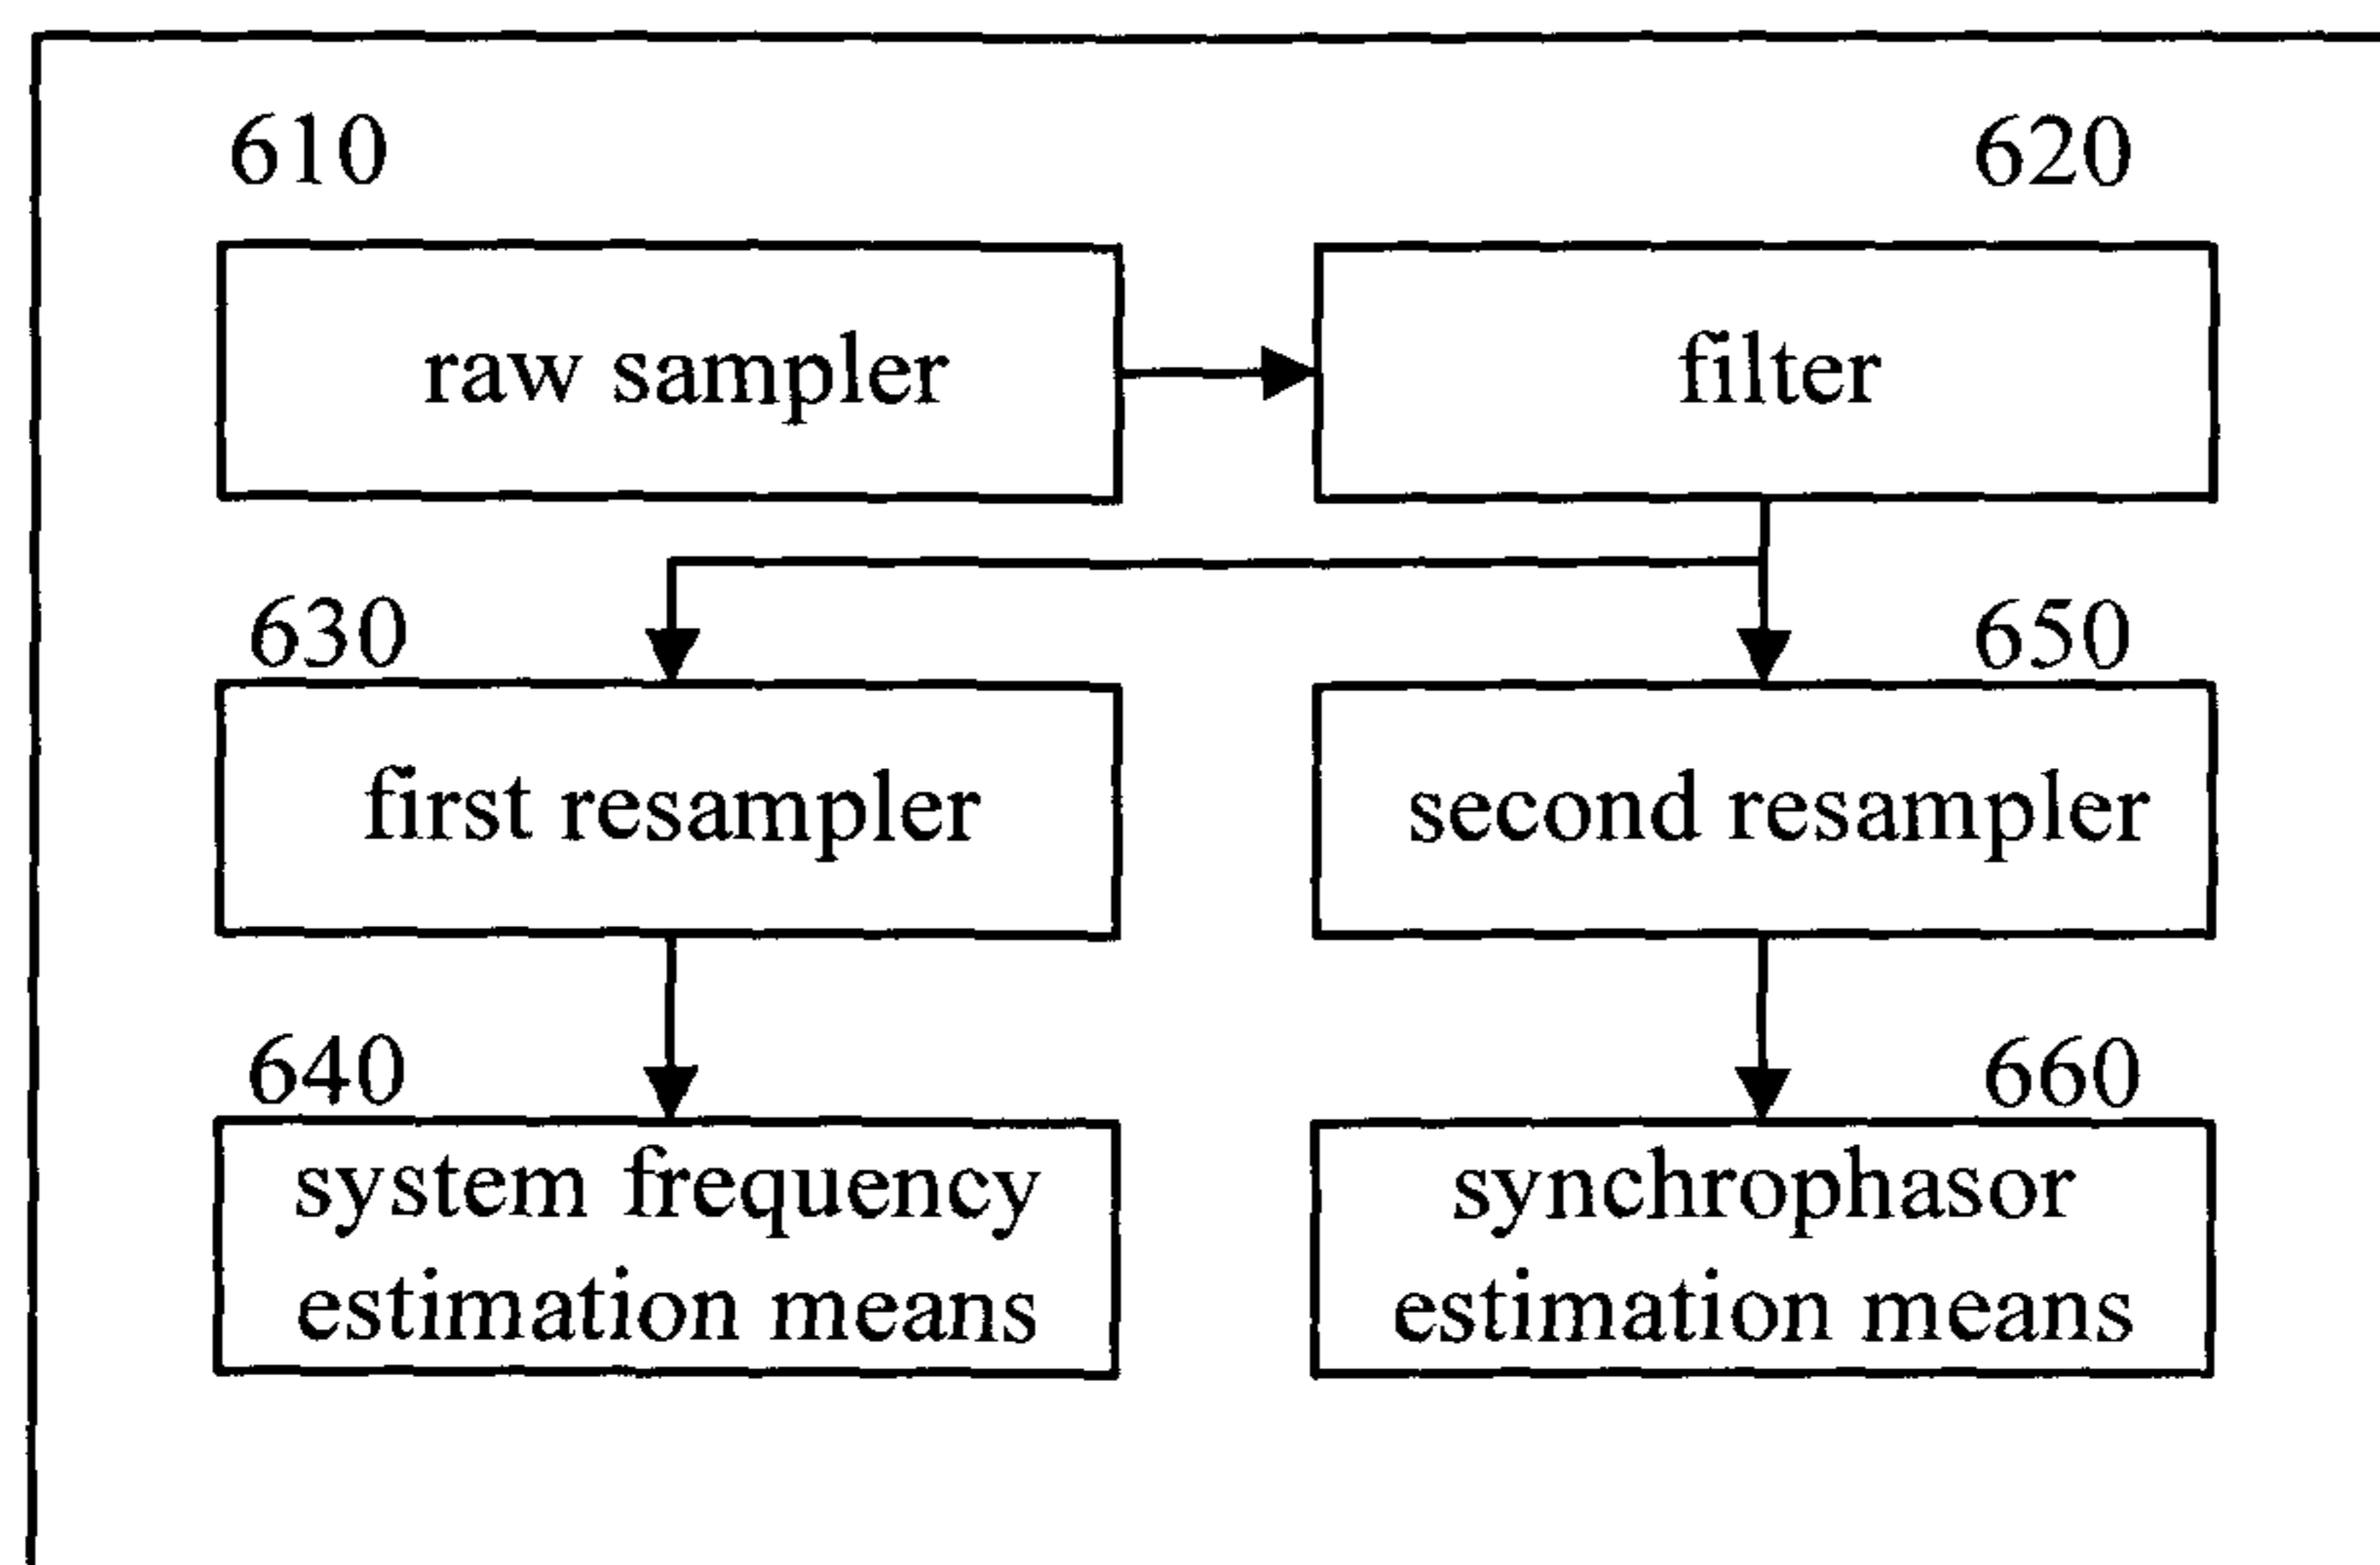 610
620
raw sampler
filter
630
650
first resampler
second resampler
640
660
system frequency
estimation means
synchrophasor
estimation means